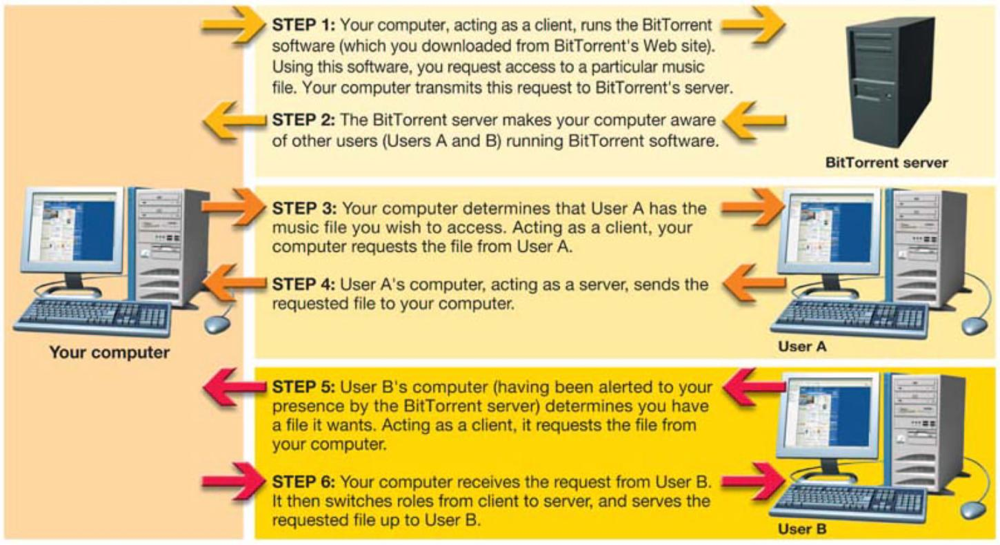 STEP 1: Your computer, acting as a client, runs the BitTorrent
software (which you downloaded from BitTorrent's Web site).
Using this software, you request access to a particular music
file. Your computer transmits this request to BitTorrent's server.
STEP 2: The BitTorrent server makes your computer aware
of other users (Users A and B) running BitTorrent software.
BitTorrent server
STEP 3: Your computer determines that User A has the
music file you wish to access. Acting as a client, your
computer requests the file from User A.
STEP 4: User A's computer, acting as a server, sends the
requested file to your computer.
Your computer
User A
STEP 5: User B's computer (having been alerted to your
presence by the BitTorrent server) determines you have
a file it wants. Acting as a client, it requests the file from
your computer.
STEP 6: Your computer receives the request from User B.
It then switches roles from client to server, and serves the
requested file up to User B.
User B